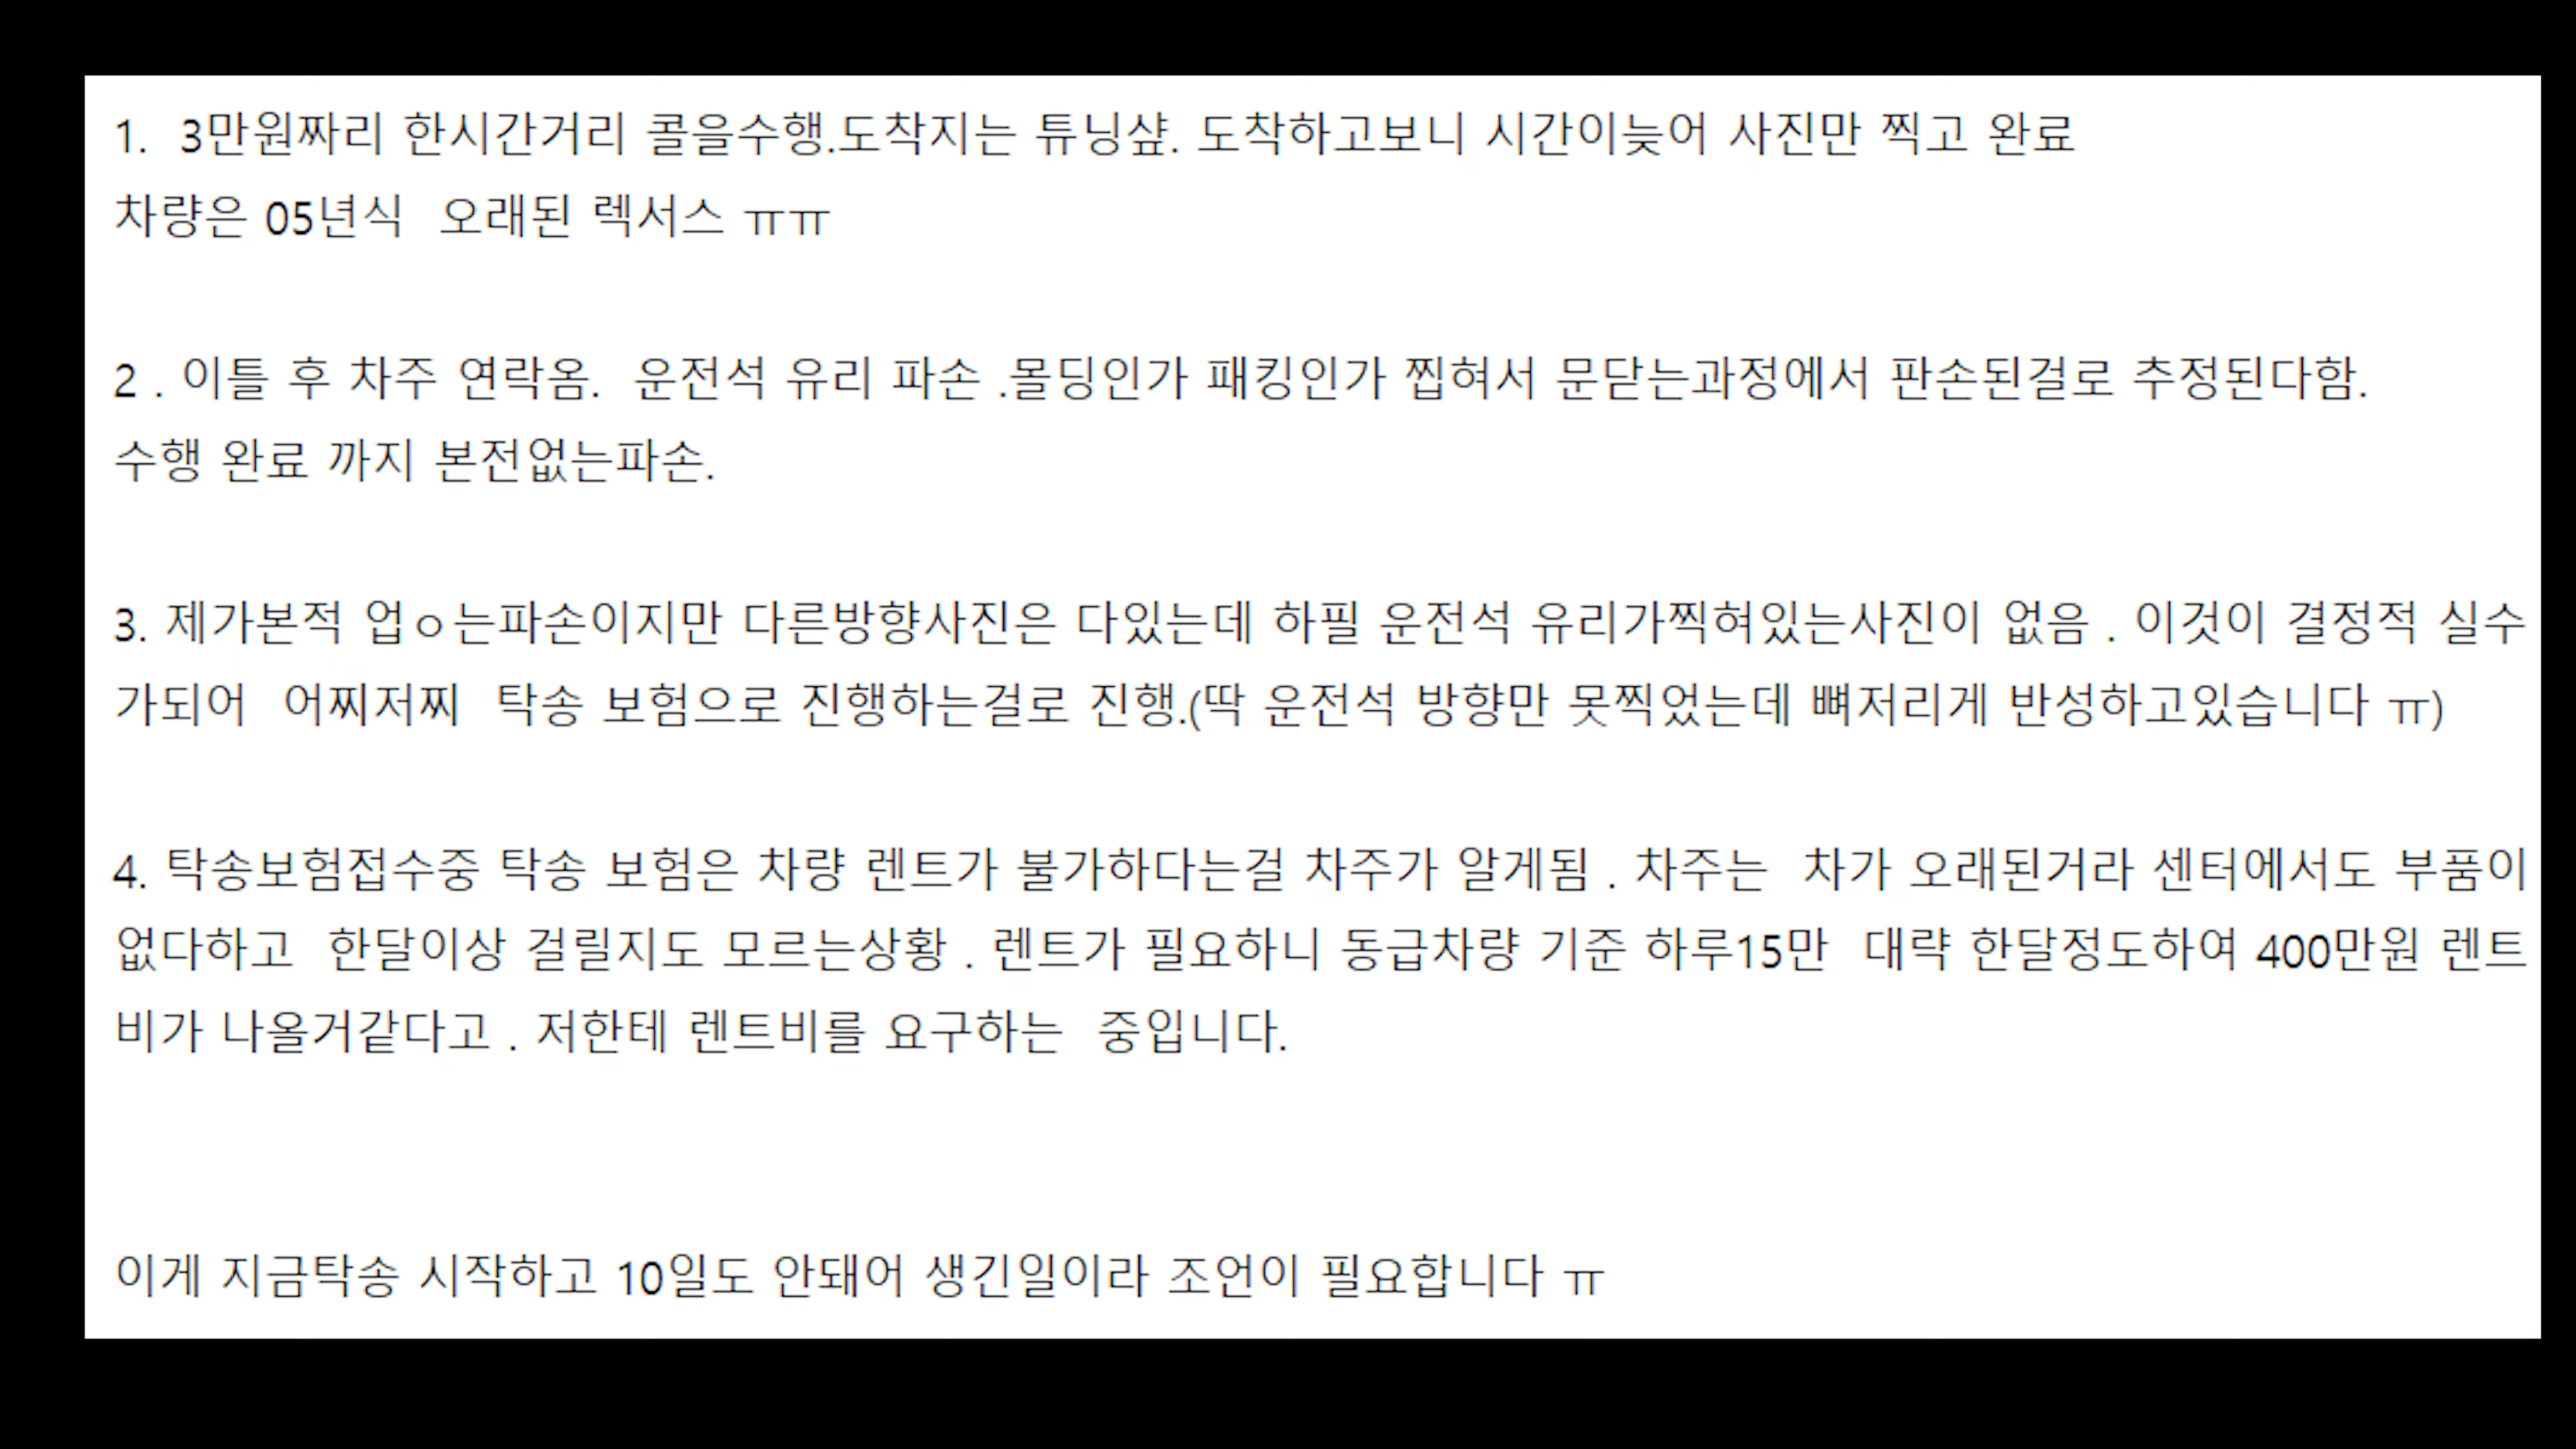 1.  3만원짜리 한시간거리 콜을수행.도착지는 튜닝샾. 도착하고보니 시간이늦어 사진만 찍고 완료
차량은 05년식  오래된 렉서스 ㅠㅠ
2 . 이틀 후 차주 연락옴.  운전석 유리 파손 .몰딩인가 패킹인가 찝혀서 문닫는과정에서 판손된걸로 추정된다함.
수행 완료 까지 본전없는파손.
3. 제가본적 업ㅇ는파손이지만 다른방향사진은 다있는데 하필 운전석 유리가찍혀있는사진이 없음 . 이것이 결정적 실수
가되어  어찌저찌  탁송 보험으로 진행하는걸로 진행.(딱 운전석 방향만 못찍었는데 뼈저리게 반성하고있습니다 ㅠ)
4. 탁송보험접수중 탁송 보험은 차량 렌트가 불가하다는걸 차주가 알게됨 . 차주는  차가 오래된거라 센터에서도 부품이
없다하고  한달이상 걸릴지도 모르는상황 . 렌트가 필요하니 동급차량 기준 하루15만  대략 한달정도하여 400만원 렌트
비가 나올거같다고 . 저한테 렌트비를 요구하는  중입니다.
이게 지금탁송 시작하고 10일도 안돼어 생긴일이라 조언이 필요합니다 ㅠ